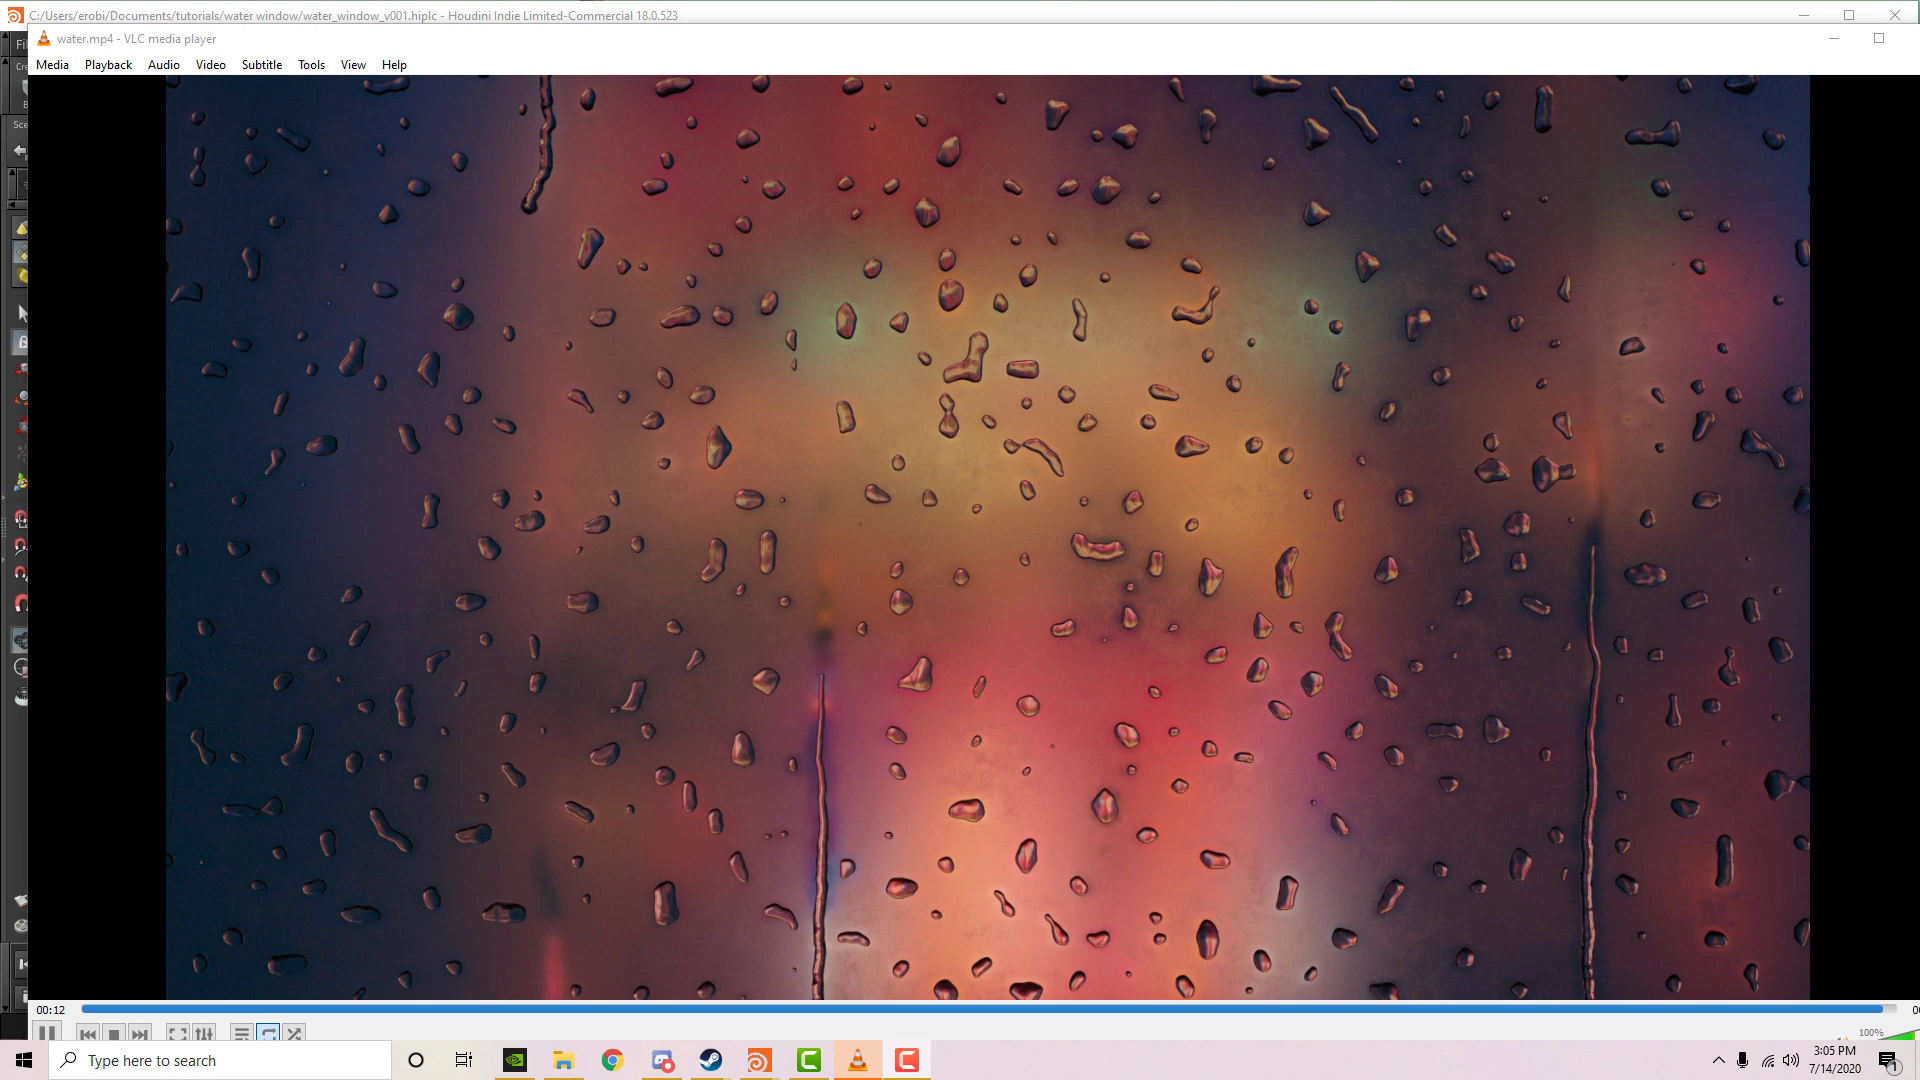 C:/Users/erobi/Documents/tutorials/water window/water_window_v001.hiplc - Houdini Indie Limited-Commercial 18.0.523
water.mp4 - VLC media player
Media Playback Audio Video Subtitle Tools View Help
00:12
100%
Type here to search
3:05 PM
7/14/2020
1